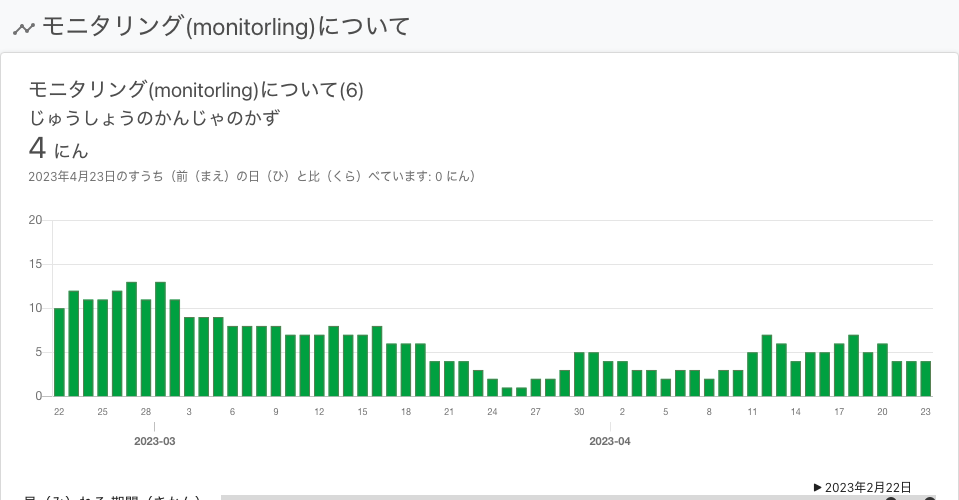 モニタリング(monitorling)について
モニタリング(monitorling)について(6)
じゅうしょうのかんじゃのかず
4 にん
2023年4月23日のすうち（前（まえ）の日（ひ）と比（くら）べています: 0 にん）
20
15
10
5
0
22 25 28 3 6 9 12 15 18 21 24 27 30 2 5 8 11 14 17 20 23
2023-03 2023-04
▶ 2023年2月22日